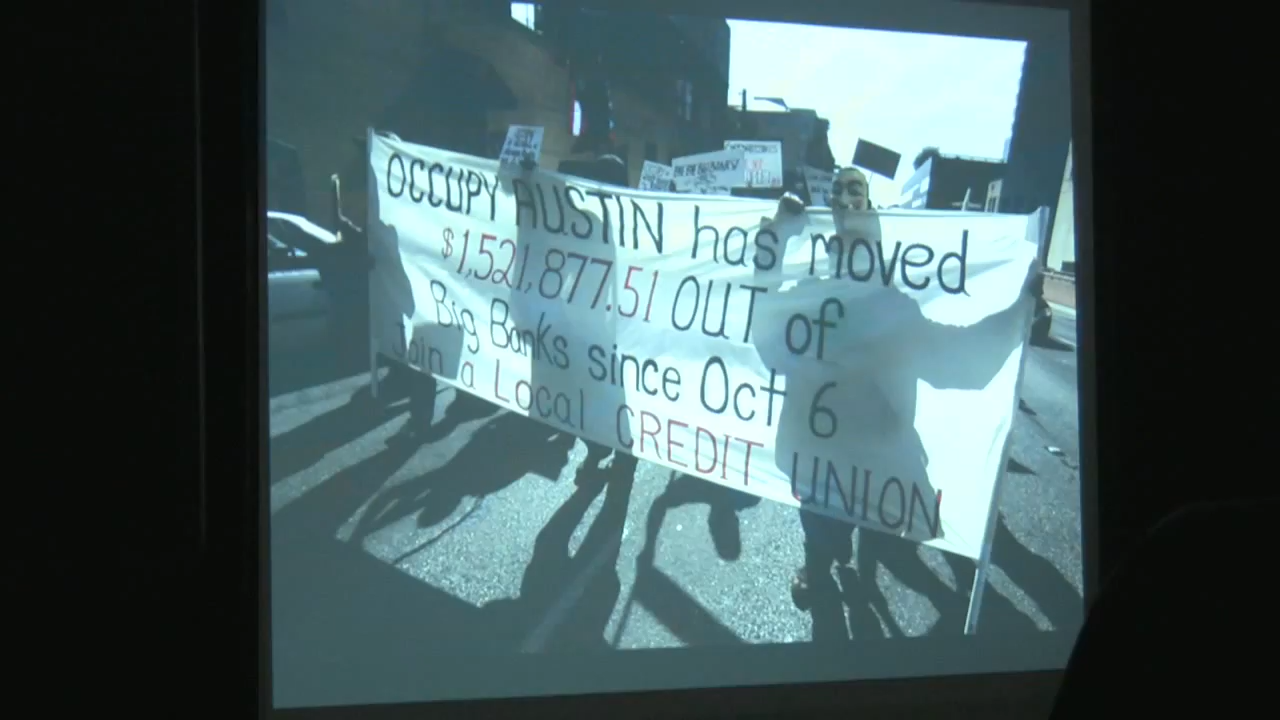 OCCUPY AUSTIN has moved
$1,521,877.51 OUT of
Big Banks since Oct 6
Join a Local CREDIT UNION